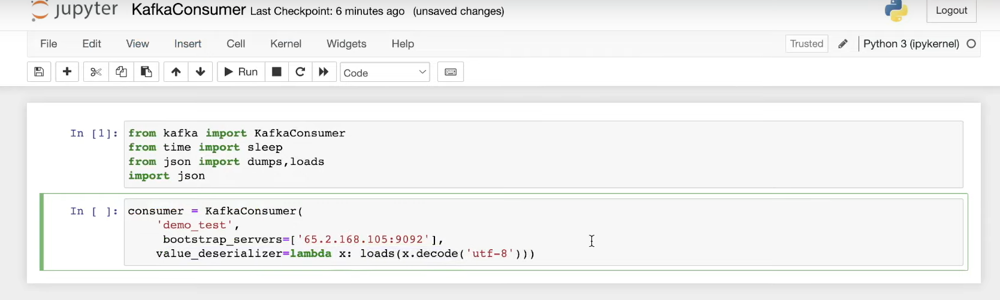 jupyter KafkaConsumer Last Checkpoint: 6 minutes ago (unsaved changes) Logout
File Edit View Insert Cell Kernel Widgets Help Trusted Python 3 (ipykernel)
Run Code
In [1]: from kafka import KafkaConsumer
from time import sleep
from json import dumps,loads
import json
In [ ]: consumer = KafkaConsumer(
    'demo_test',
     bootstrap_servers=['65.2.168.105:9092'],
    value_deserializer=lambda x: loads(x.decode('utf-8')))